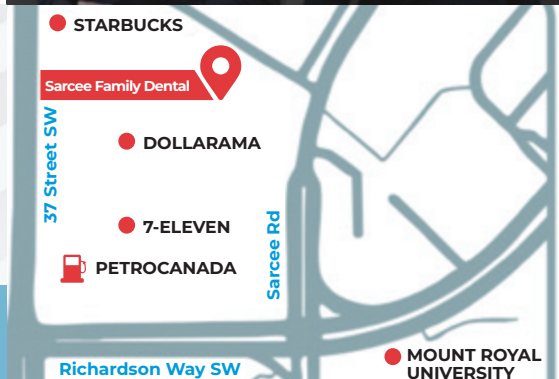 STARBUCKS
Sarcee Family Dental
37 Street SW
DOLLARAMA
7-ELEVEN
Sarcee Rd
PETROCANADA
Richardson Way SW
MOUNT ROYAL
UNIVERSITY